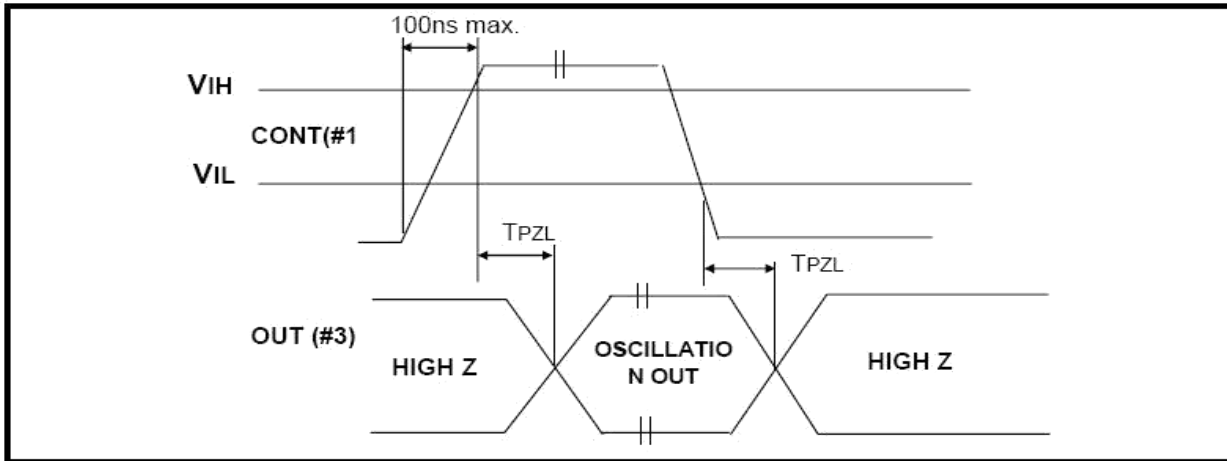 100ns max.
VIH
CONT(#1
VIL
TPZL
TPZL
OUT (#3)
HIGH Z
OSCILLATIO
N OUT
HIGH Z